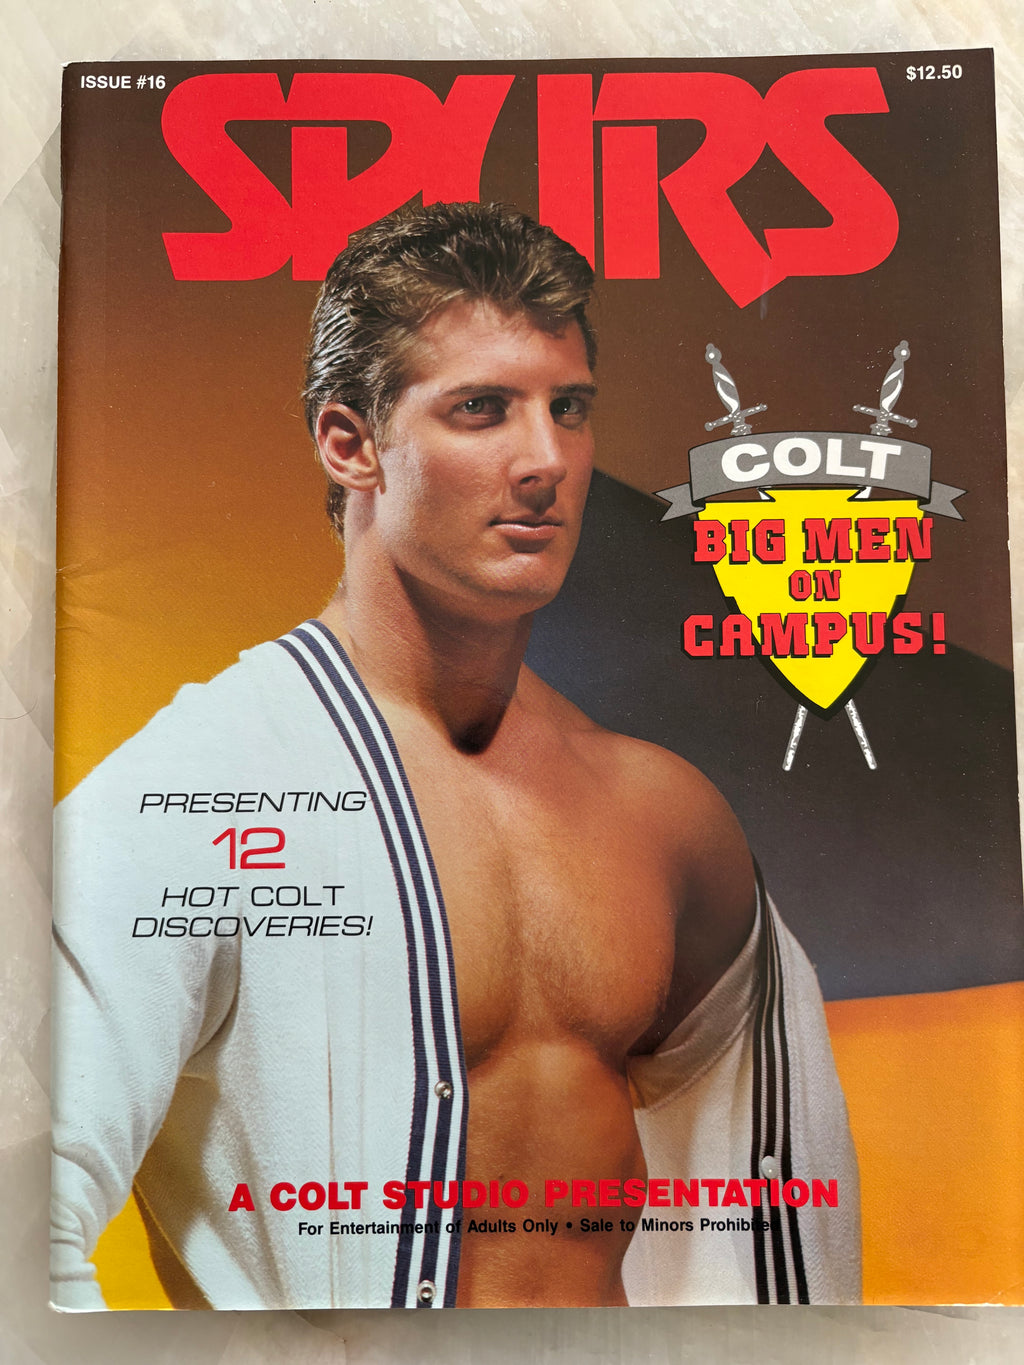 ISSUE #16
SPURS
$12.50
COLT
BIG MEN
ON
CAMPUS!
PRESENTING
12
HOT COLT
DISCOVERIES!
A COLT STUDIO PRESENTATION
For Entertainment of Adults Only • Sale to Minors Prohibited